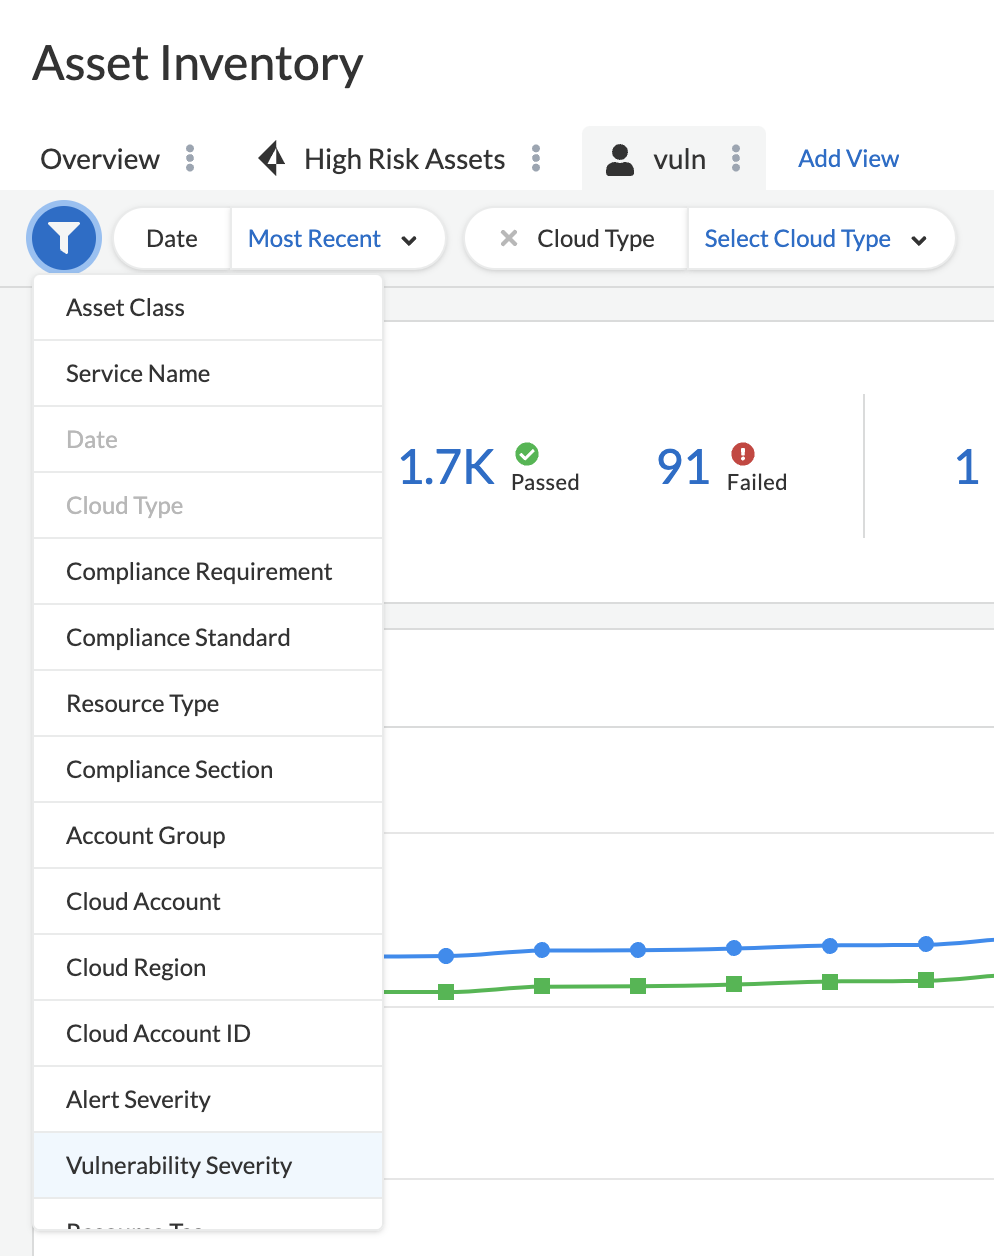 Asset Inventory
Overview High Risk Assets vuln Add View
Date Most Recent Cloud Type Select Cloud Type
Asset Class
Service Name
Date
Cloud Type
1.7K Passed 91 Failed 1
Compliance Requirement
Compliance Standard
Resource Type
Compliance Section
Account Group
Cloud Account
Cloud Region
Cloud Account ID
Alert Severity
Vulnerability Severity